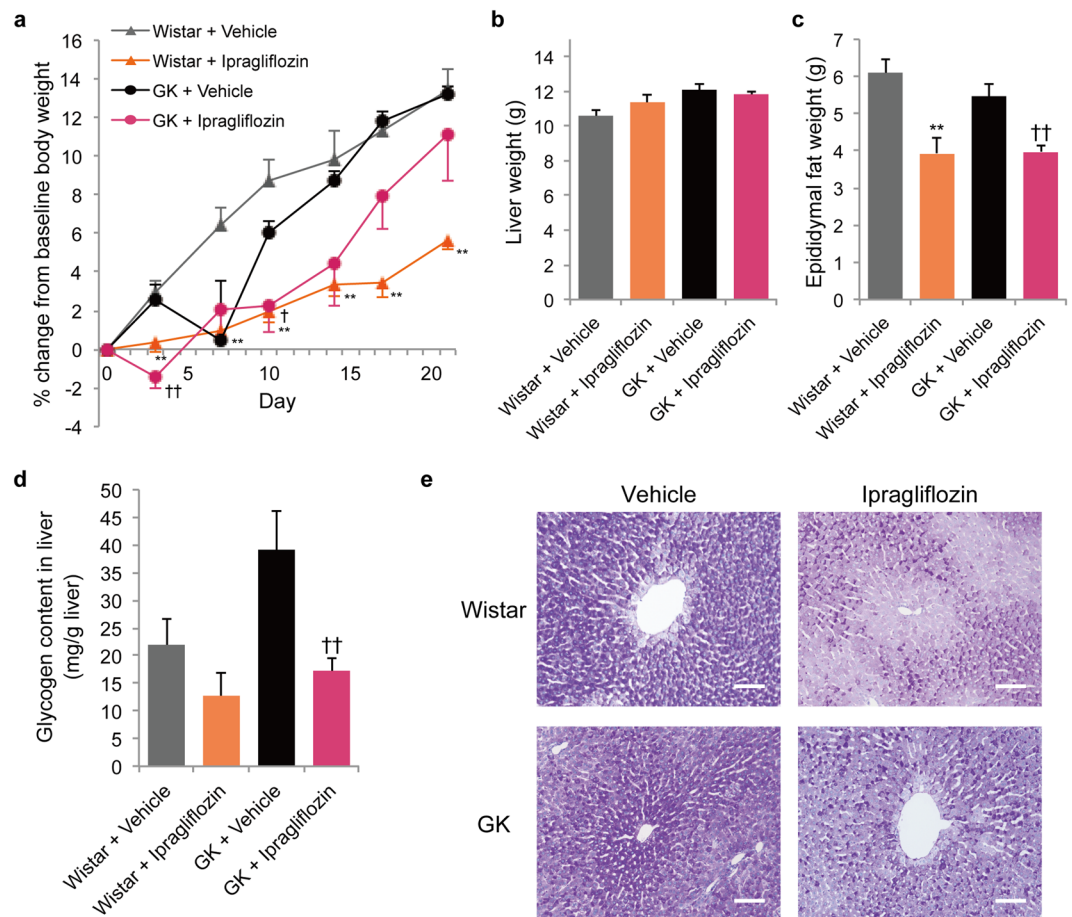 a
Wistar + Vehicle
Wistar + Ipragliflozin
GK + Vehicle
GK + Ipragliflozin
% change from baseline body weight
16
14
12
10
8
6
4
2
0
-2
-4
0
5
10
15
20
Day
**
††
**
†
**
**
**
**
b
Liver weight (g)
16
14
12
10
8
6
4
2
0
Wistar + Vehicle
Wistar + Ipragliflozin
GK + Vehicle
GK + Ipragliflozin
c
Epididymal fat weight (g)
7
6
5
4
3
2
1
0
**
††
Wistar + Vehicle
Wistar + Ipragliflozin
GK + Vehicle
GK + Ipragliflozin
d
Glycogen content in liver
(mg/g liver)
50
45
40
35
30
25
20
15
10
5
0
††
Wistar + Vehicle
Wistar + Ipragliflozin
GK + Vehicle
GK + Ipragliflozin
e
Vehicle
Ipragliflozin
Wistar
GK